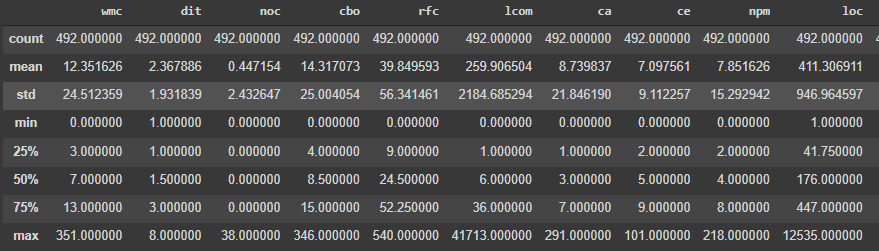 wmc dit noc cbo rfc lcom ca ce npm loc
count 492.000000 492.000000 492.000000 492.000000 492.000000 492.000000 492.000000 492.000000 492.000000 492.000000
mean 12.351626 2.367886 0.447154 14.317073 39.849593 259.906504 8.739837 7.097561 7.851626 411.306911
std 24.512359 1.931839 2.432647 25.004054 56.341461 2184.685294 21.846190 9.112257 15.292942 946.964597
min 0.000000 1.000000 0.000000 0.000000 0.000000 0.000000 0.000000 0.000000 0.000000 1.000000
25% 3.000000 1.000000 0.000000 4.000000 9.000000 1.000000 1.000000 2.000000 2.000000 41.750000
50% 7.000000 1.500000 0.000000 8.500000 24.500000 6.000000 3.000000 5.000000 4.000000 176.000000
75% 13.000000 3.000000 0.000000 15.000000 52.250000 36.000000 7.000000 9.000000 8.000000 447.000000
max 351.000000 8.000000 38.000000 346.000000 540.000000 41713.000000 291.000000 101.000000 218.000000 12535.000000